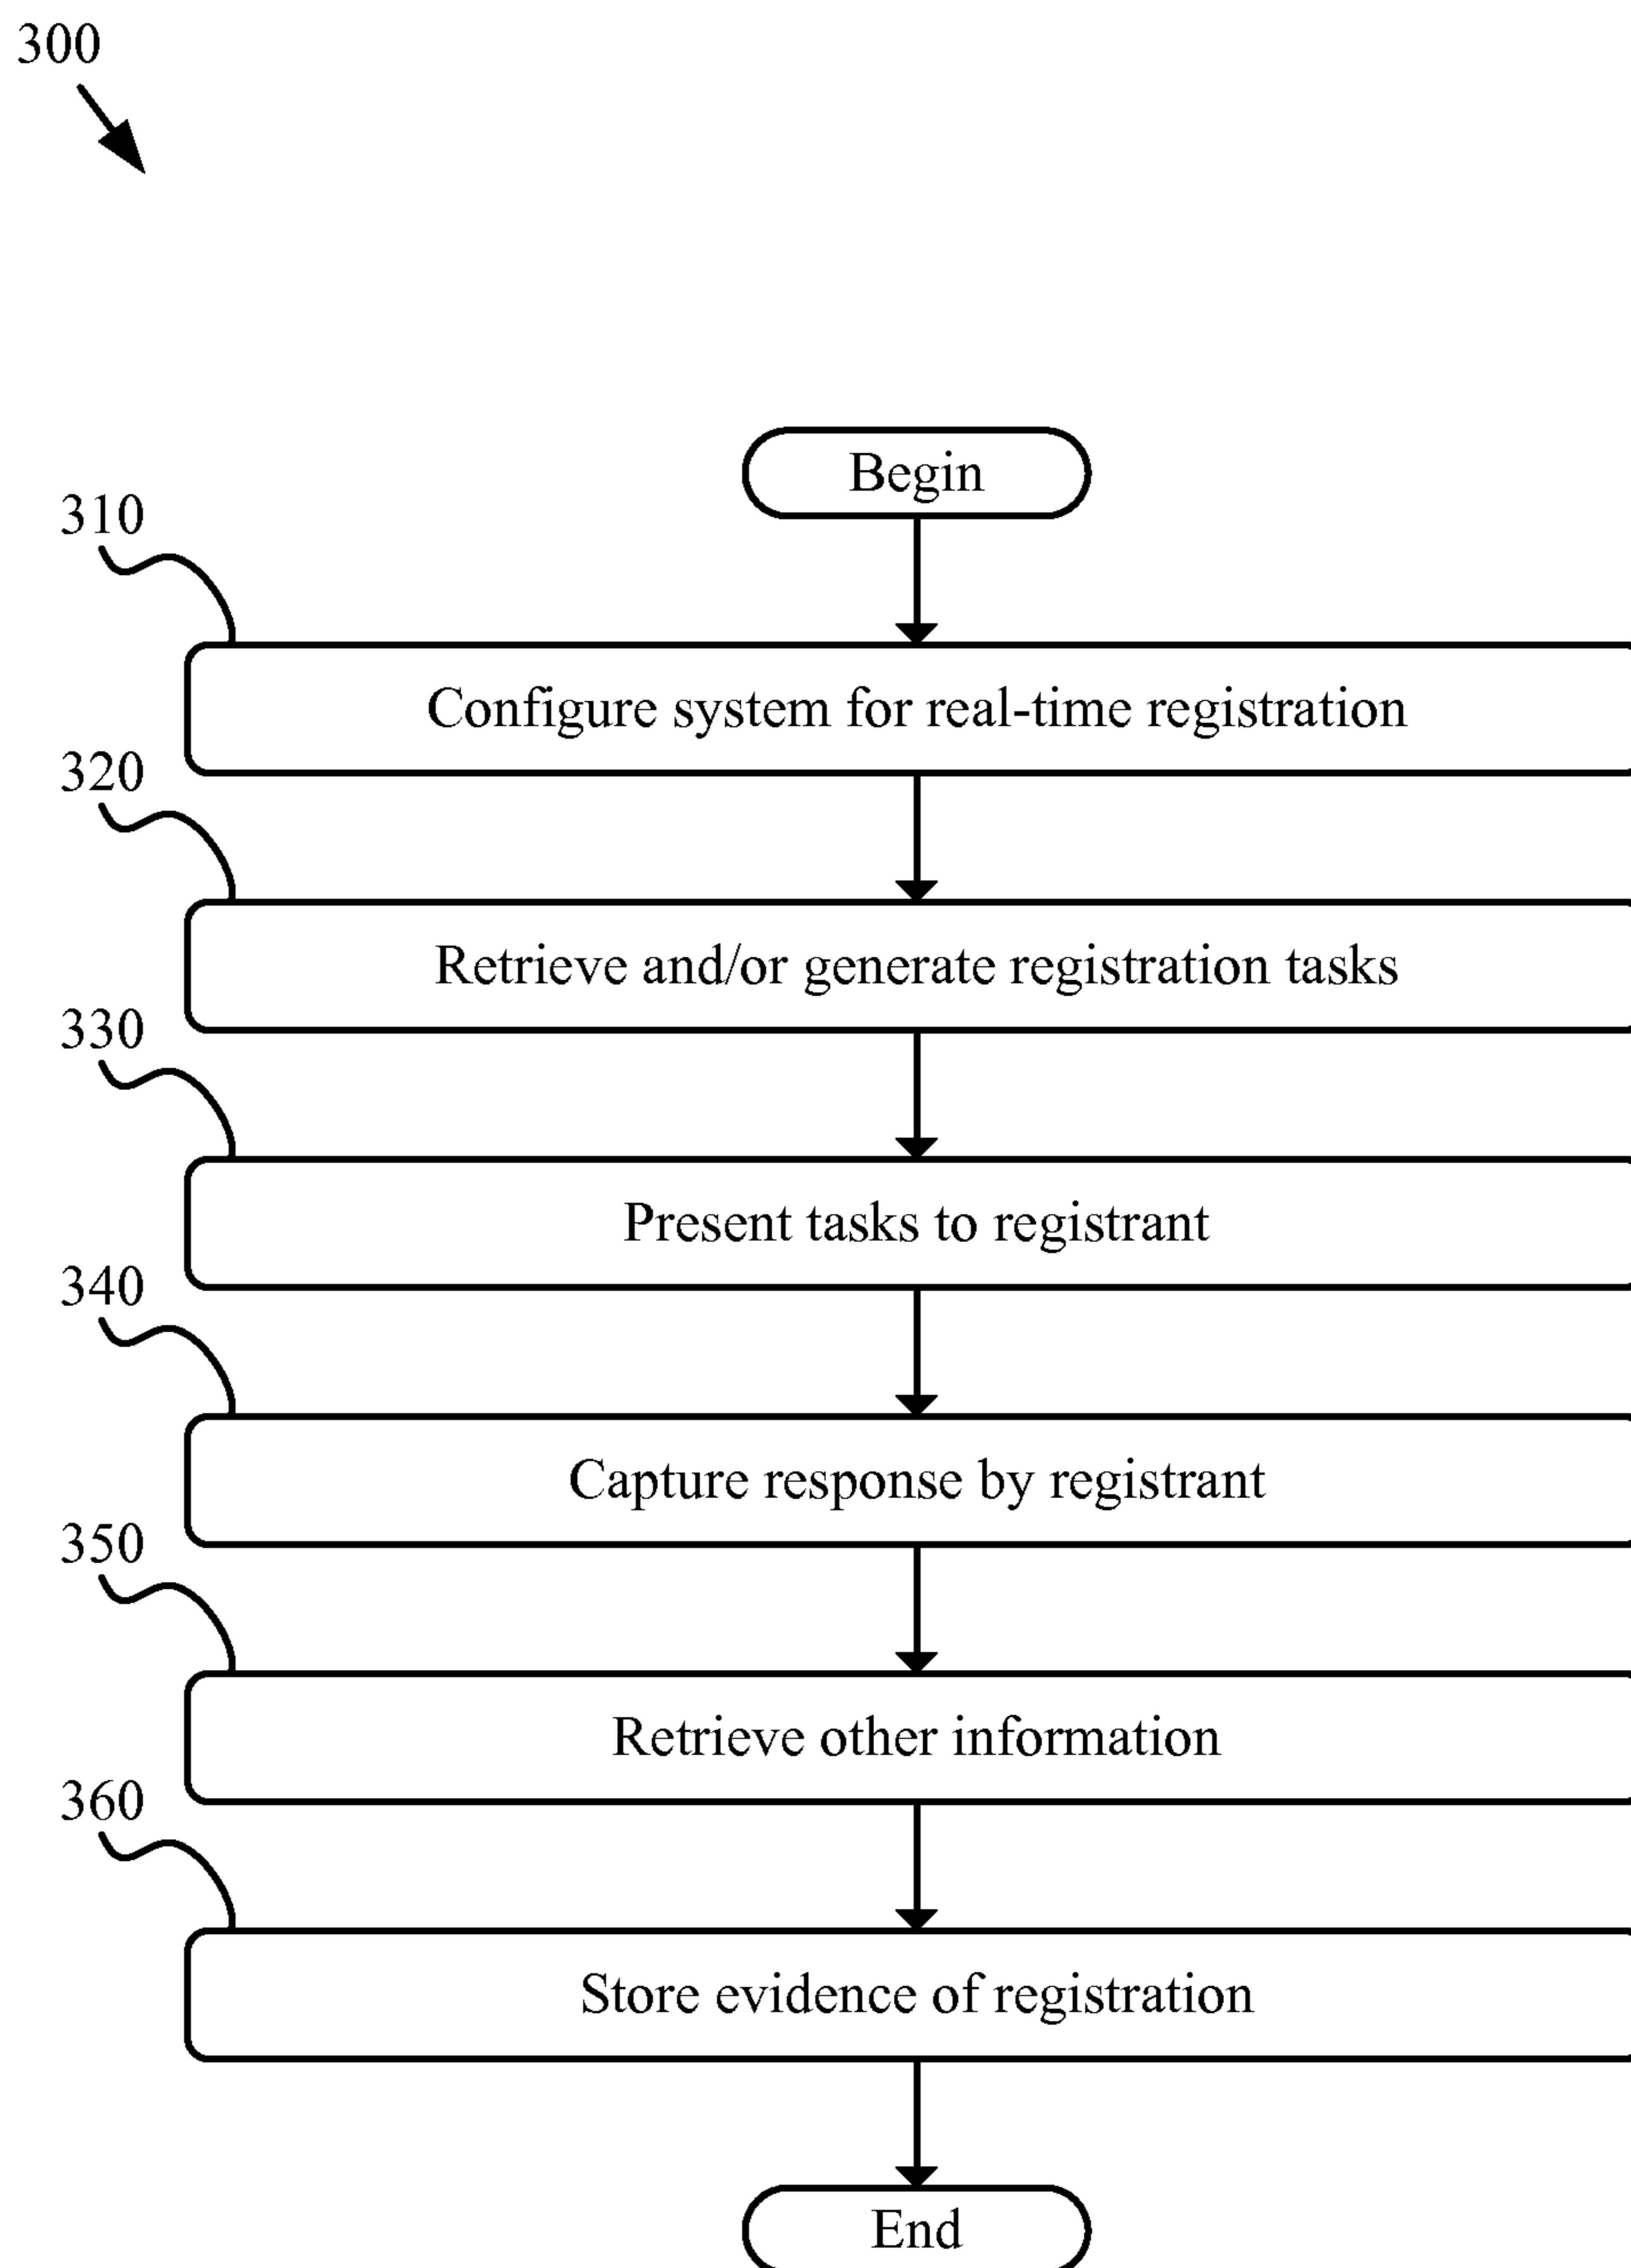 300
Begin
310
Configure system for real-time registration
320
Retrieve and/or generate registration tasks
330
Present tasks to registrant
340
Capture response by registrant
350
Retrieve other information
360
Store evidence of registration
End